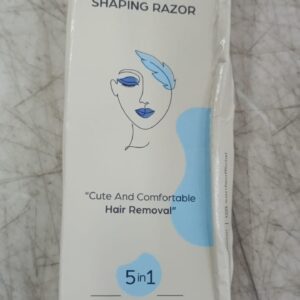 SHAPING RAZOR
"Cute And Comfortable
Hair Removal"
5 in 1